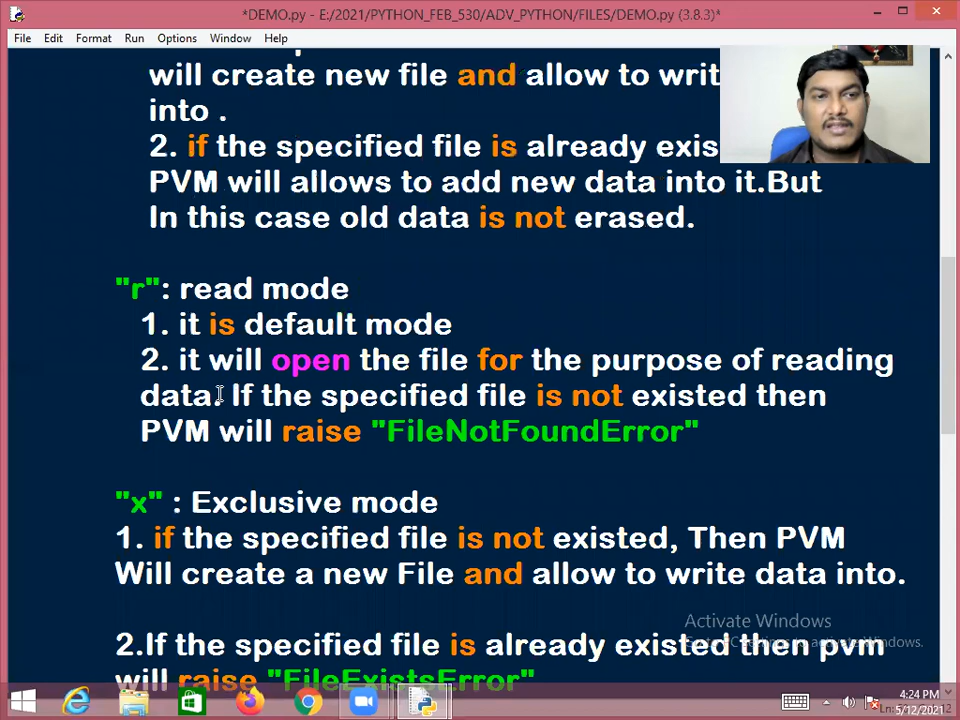 *DEMO.py - E:/2021/PYTHON_FEB_530/ADV_PYTHON/FILES/DEMO.py (3.8.3)*
File Edit Format Run Options Window Help
will create new file and allow to writ
into .
2. if the specified file is already exis
PVM will allows to add new data into it.But
In this case old data is not erased.
"r": read mode
1. it is default mode
2. it will open the file for the purpose of reading
data. If the specified file is not existed then
PVM will raise "FileNotFoundError"
"x" : Exclusive mode
1. if the specified file is not existed, Then PVM
Will create a new File and allow to write data into.
Activate Windows
2.If the specified file is already existed then pvm
will raise "FileExistsError"
4:24 PM
5/12/2021